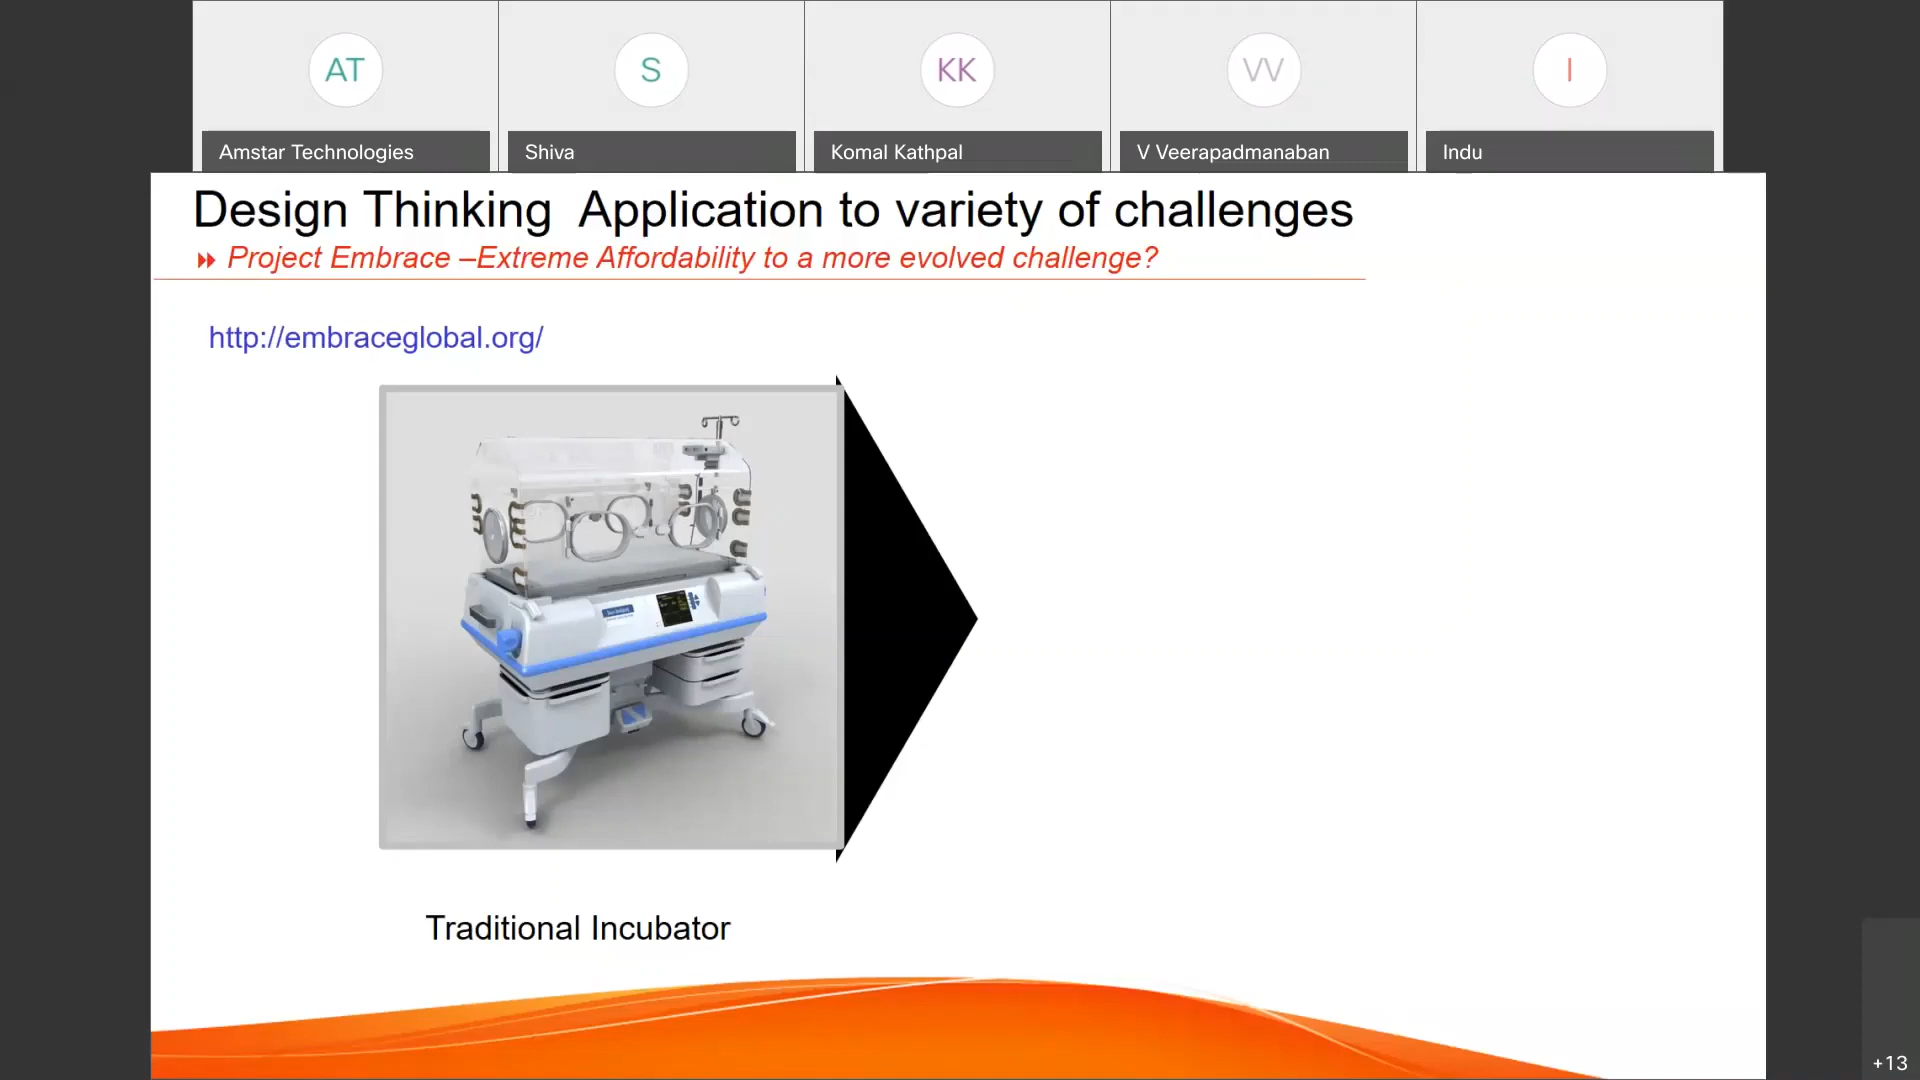 AT
S
KK
VV
I
Amstar Technologies
Shiva
Komal Kathpal
V Veerapadmanaban
Indu
Design Thinking  Application to variety of challenges
Project Embrace –Extreme Affordability to a more evolved challenge?
http://embraceglobal.org/
Traditional Incubator
+13